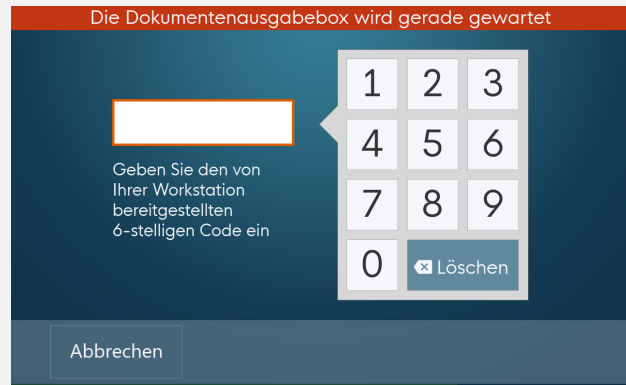 Die Dokumentenausgabebox wird gerade gewartet
Geben Sie den von
Ihrer Workstation
bereitgestellten
6-stelligen Code ein
1 2 3
4 5 6
7 8 9
0 Löschen
Abbrechen